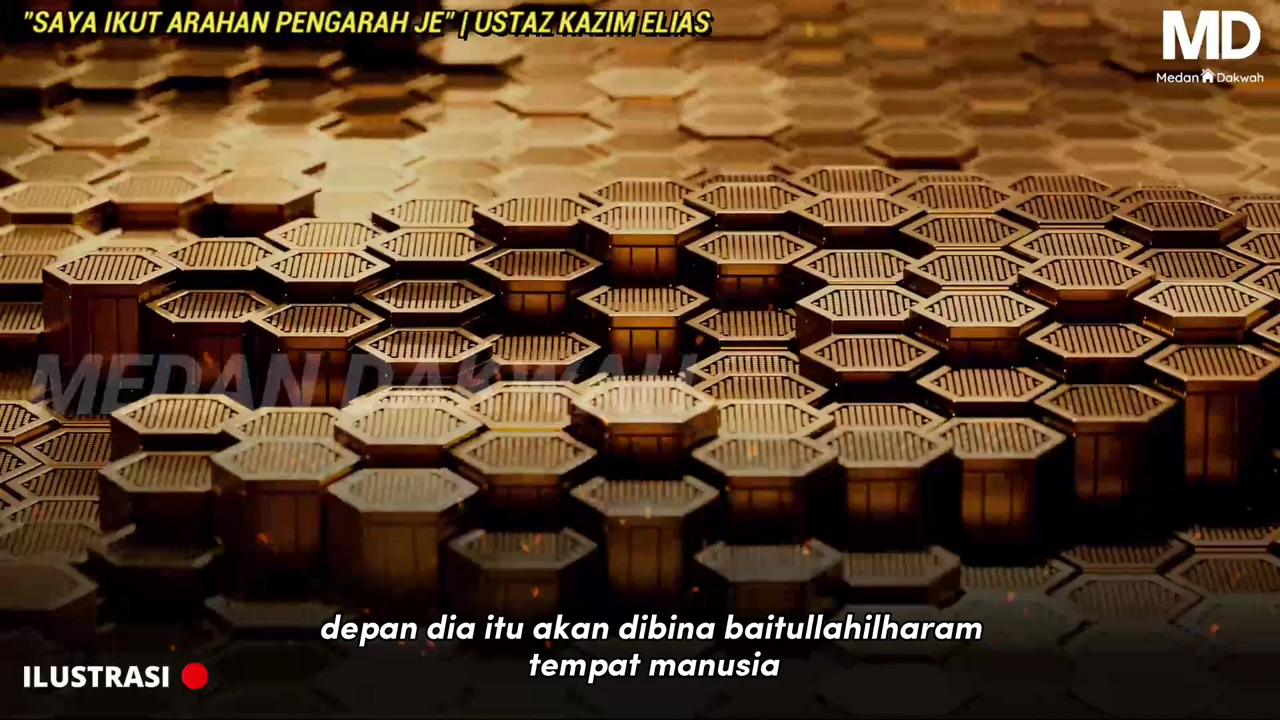 "SAYA IKUT ARAHAN PENGARAH JE" | USTAZ KAZIM ELIAS
MD
Medan Dakwah
MEDAN DAKWAH
depan dia itu akan dibina baitullahilharam
tempat manusia
ILUSTRASI